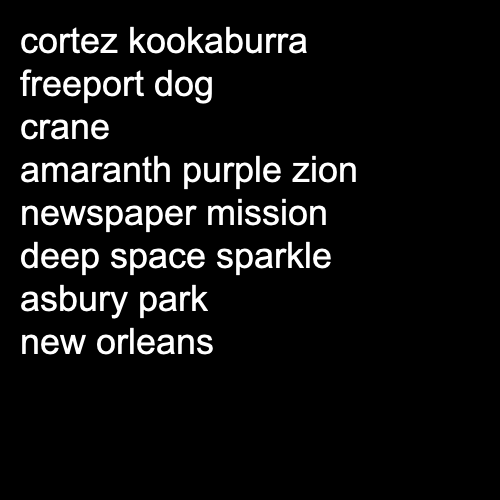 cortez kookaburra
freeport dog
crane
amaranth purple zion
newspaper mission
deep space sparkle
asbury park
new orleans